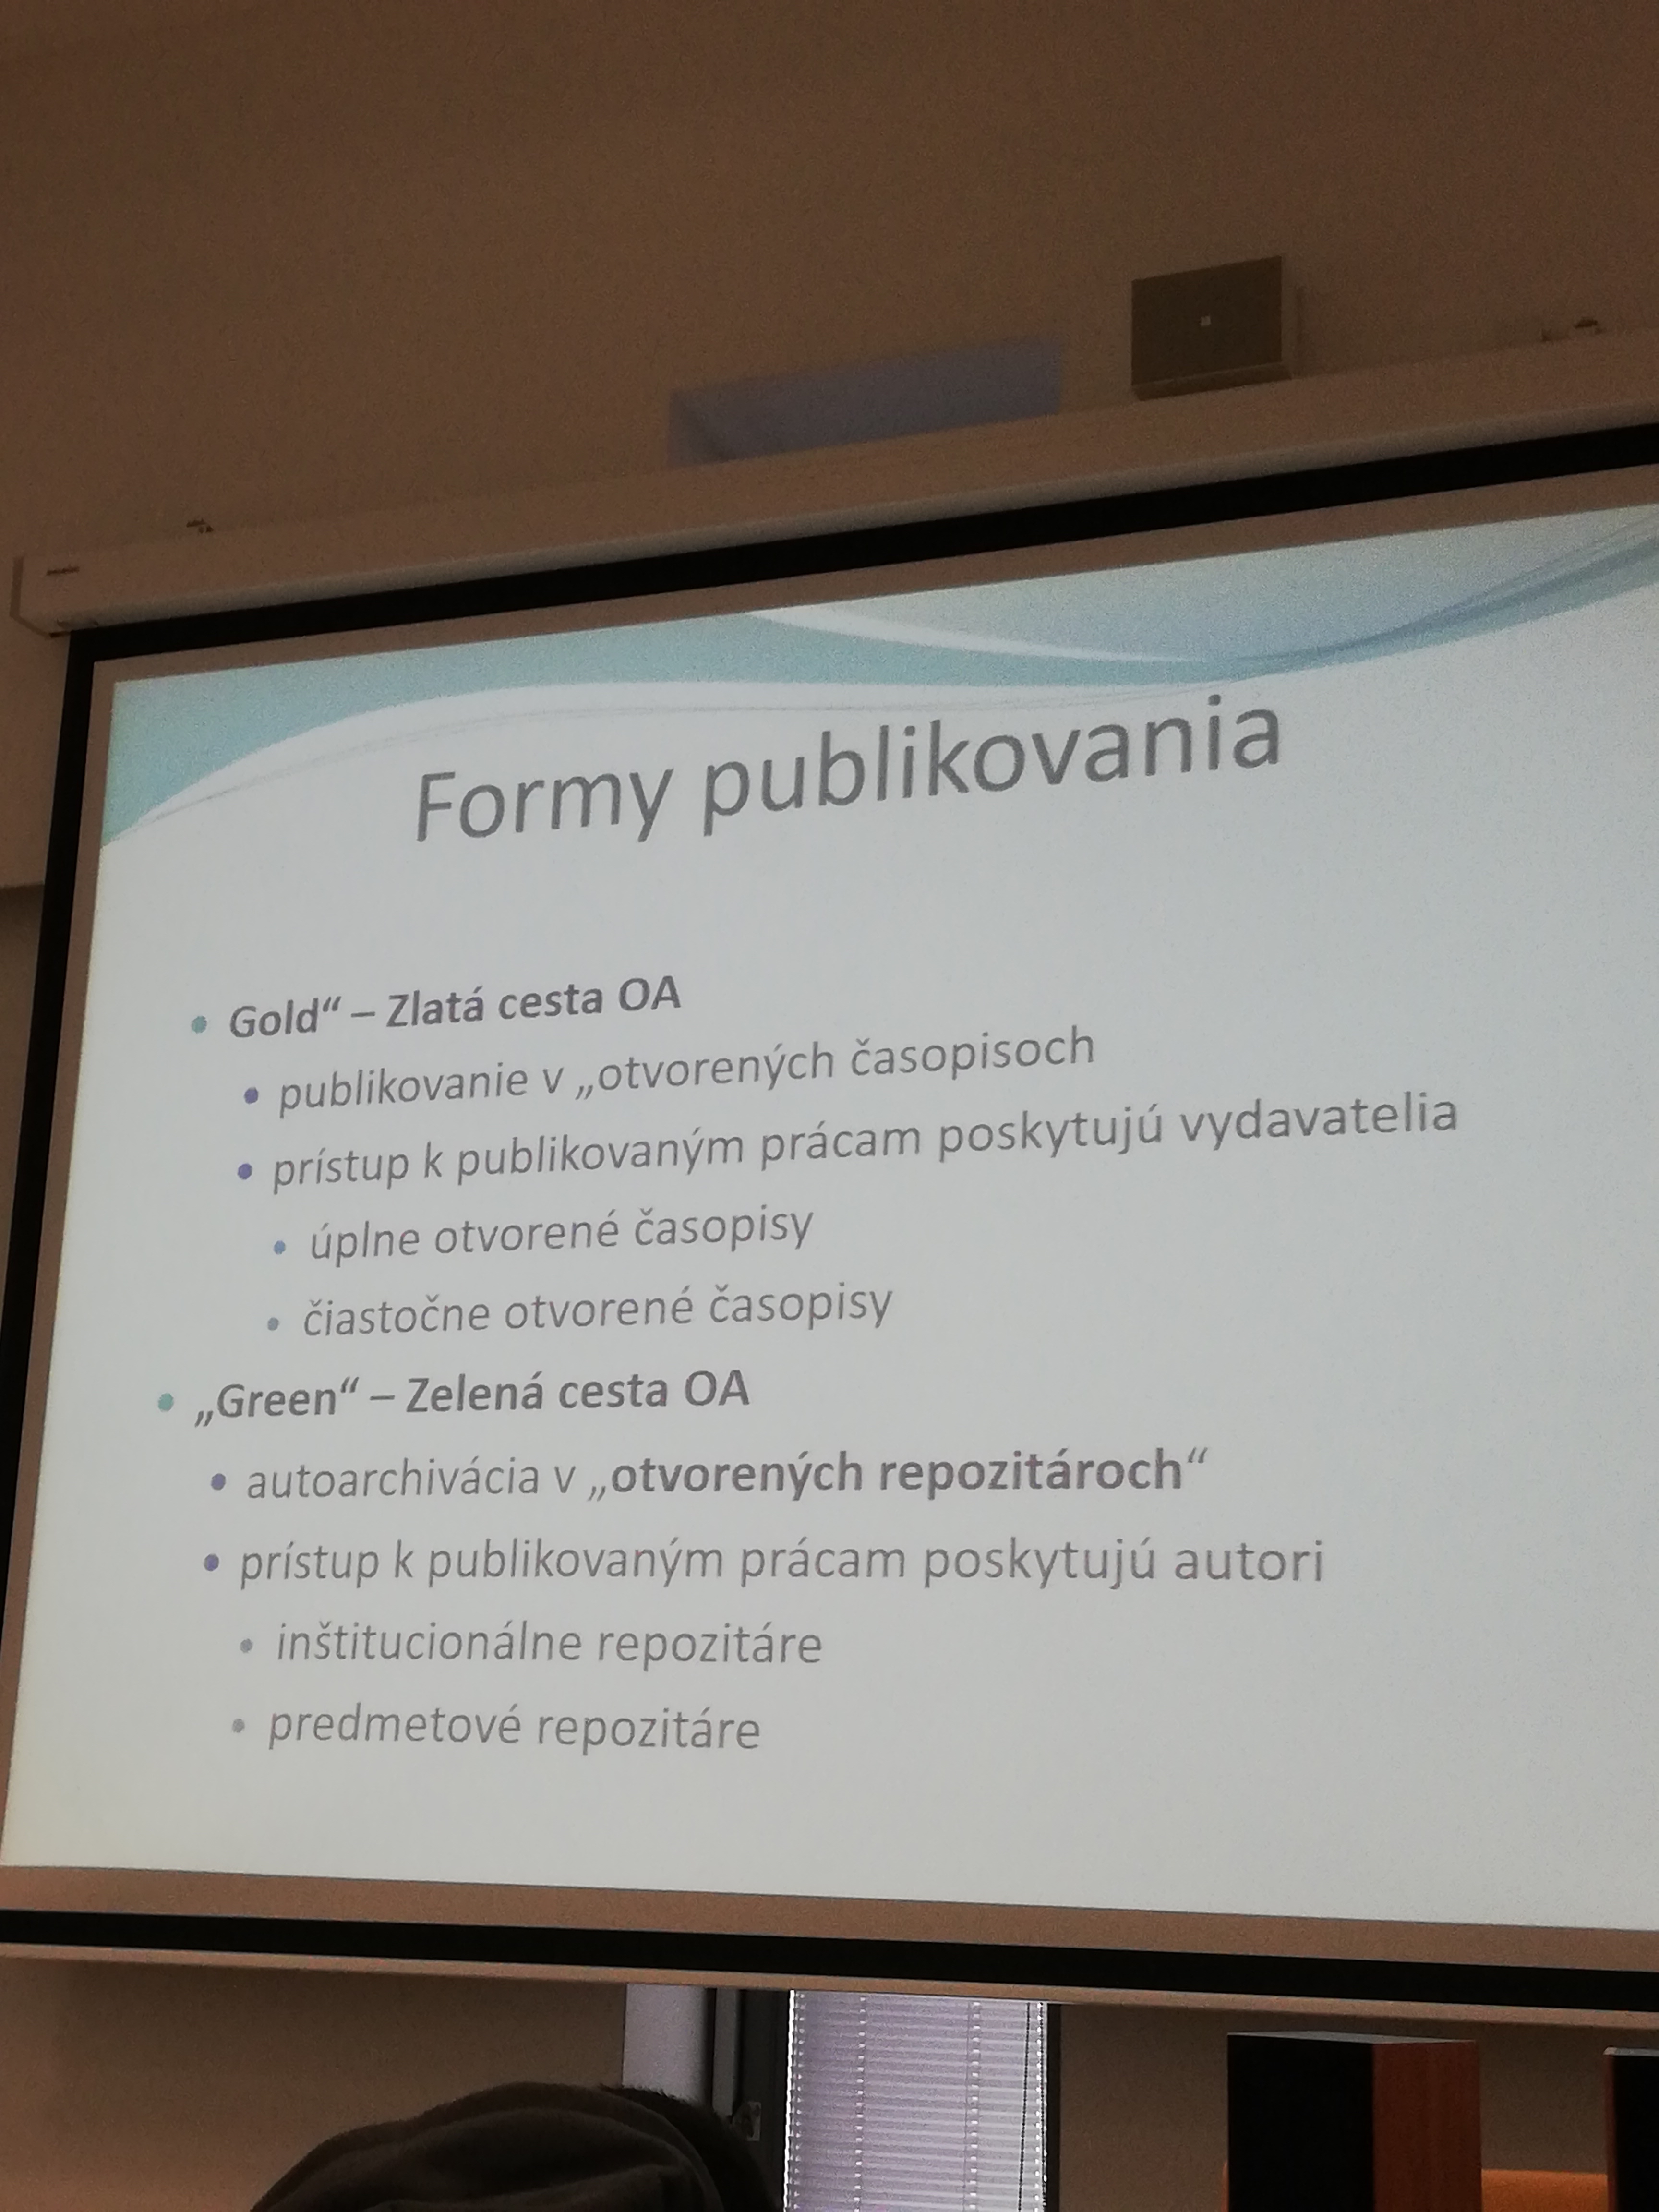 Formy publikovania
• Gold“ – Zlatá cesta OA
• publikovanie v „otvorených časopisoch
• prístup k publikovaným prácam poskytujú vydavatelia
• úplne otvorené časopisy
• čiastočne otvorené časopisy
• „Green“ – Zelená cesta OA
• autoarchivácia v „otvorených repozitároch“
• prístup k publikovaným prácam poskytujú autori
• inštitucionálne repozitáre
• predmetové repozitáre